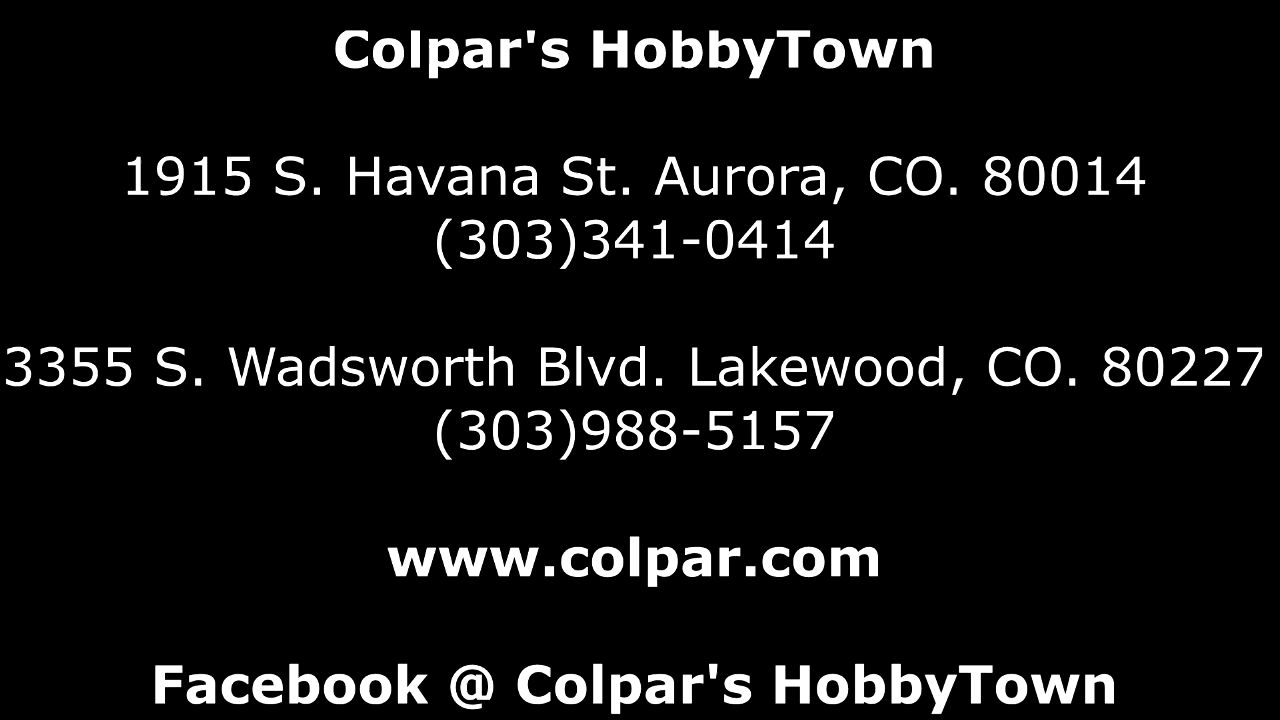 Colpar's HobbyTown
1915 S. Havana St. Aurora, CO. 80014
(303)341-0414
3355 S. Wadsworth Blvd. Lakewood, CO. 80227
(303)988-5157
www.colpar.com
Facebook @ Colpar's HobbyTown